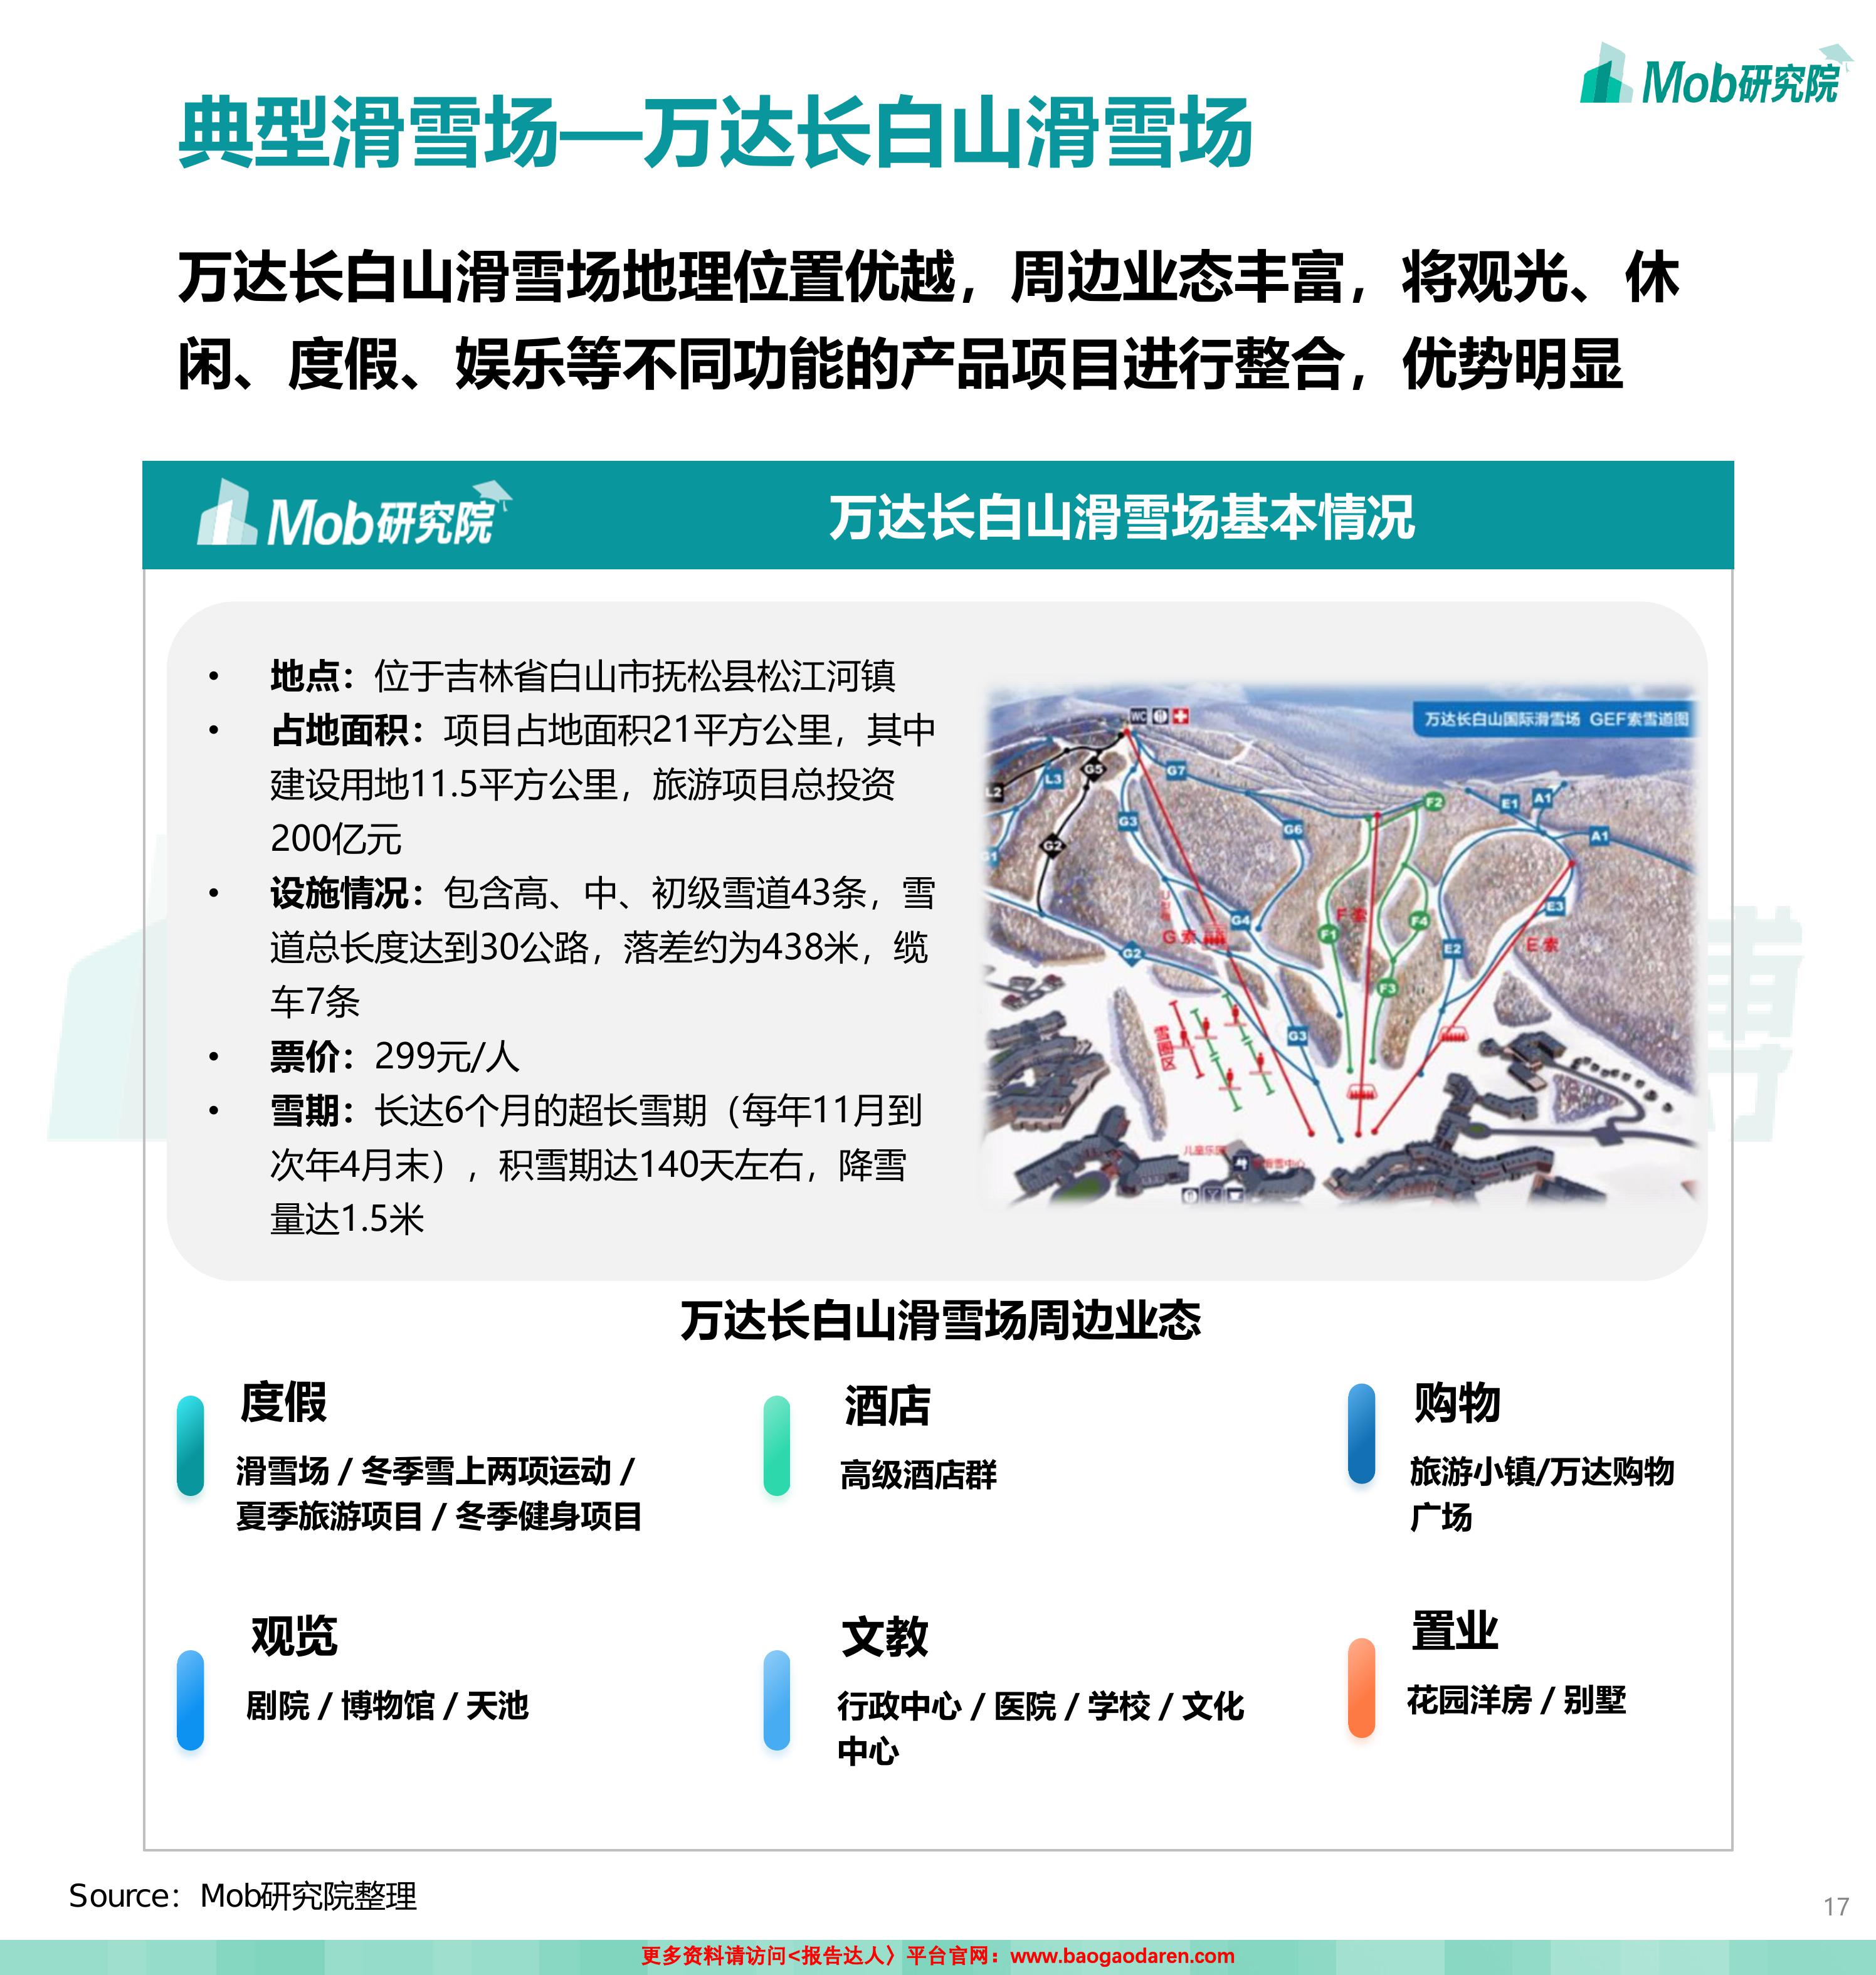 Mob研究院
典型滑雪场—万达长白山滑雪场
万达长白山滑雪场地理位置优越，周边业态丰富，将观光、休
闲、度假、娱乐等不同功能的产品项目进行整合，优势明显
Mob研究院
万达长白山滑雪场基本情况
• 地点：位于吉林省白山市抚松县松江河镇
• 占地面积：项目占地面积21平方公里，其中
建设用地11.5平方公里，旅游项目总投资
200亿元
• 设施情况：包含高、中、初级雪道43条，雪
道总长度达到30公路，落差约为438米，缆
车7条
• 票价：299元/人
• 雪期：长达6个月的超长雪期（每年11月到
次年4月末），积雪期达140天左右，降雪
量达1.5米
万达长白山国际滑雪场 GEF索雪道图
WC
G5
G7
L3
L2
F2
E1
A1
G3
G6
A1
G2
G1
G4
F索
F1
F4
E3
G索
G2
E2
E索
F3
G3
雪圈区
儿童乐园
万达长白山滑雪场周边业态
度假
滑雪场 / 冬季雪上两项运动 /
夏季旅游项目 / 冬季健身项目
酒店
高级酒店群
购物
旅游小镇/万达购物
广场
观览
剧院 / 博物馆 / 天池
文教
行政中心 / 医院 / 学校 / 文化
中心
置业
花园洋房 / 别墅
Source：Mob研究院整理
17
更多资料请访问<报告达人〉平台官网：www.baogaodaren.com